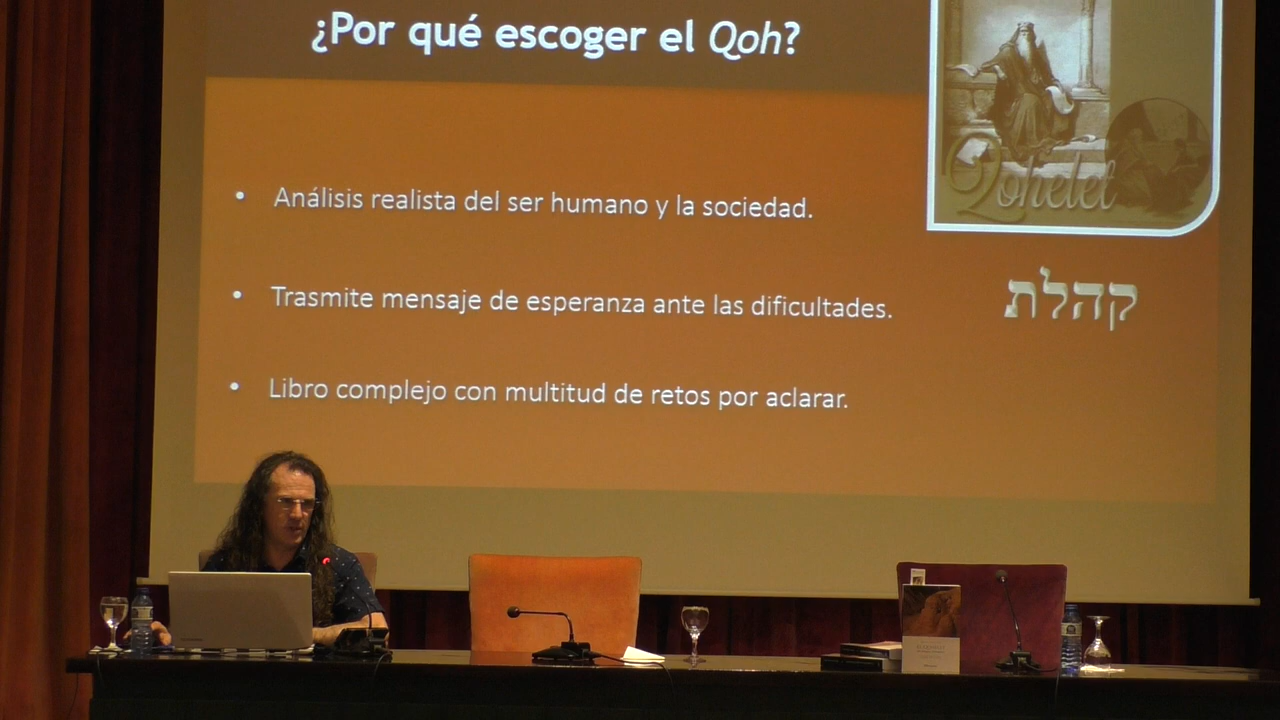 ¿Por qué escoger el Qoh?
Qohelet
• Análisis realista del ser humano y la sociedad.
קהלת
• Trasmite mensaje de esperanza ante las dificultades.
• Libro complejo con multitud de retos por aclarar.